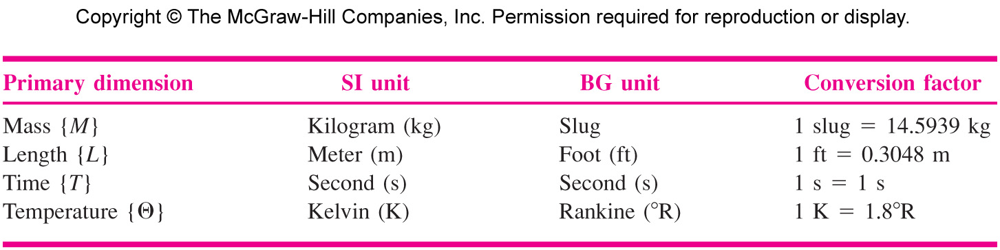 Copyright © The McGraw-Hill Companies, Inc. Permission required for reproduction or display.
Primary dimension SI unit BG unit Conversion factor
Mass {M} Kilogram (kg) Slug 1 slug = 14.5939 kg
Length {L} Meter (m) Foot (ft) 1 ft = 0.3048 m
Time {T} Second (s) Second (s) 1 s = 1 s
Temperature {Θ} Kelvin (K) Rankine (°R) 1 K = 1.8°R